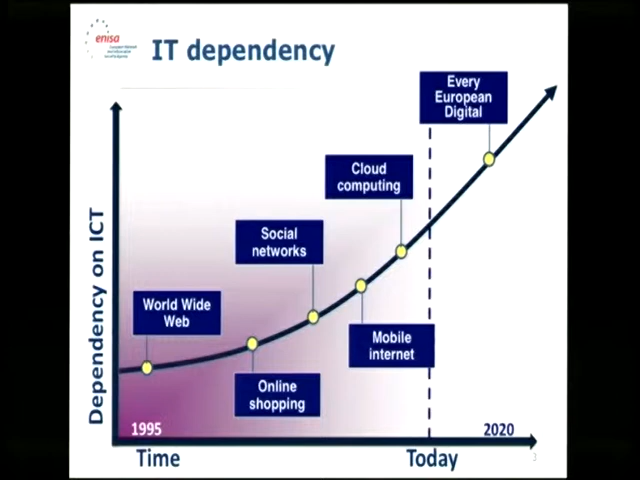 enisa
IT dependency
Every
European
Digital
Cloud
computing
Social
networks
World Wide
Web
Mobile
internet
Online
shopping
Dependency on ICT
1995
2020
Time
Today
3